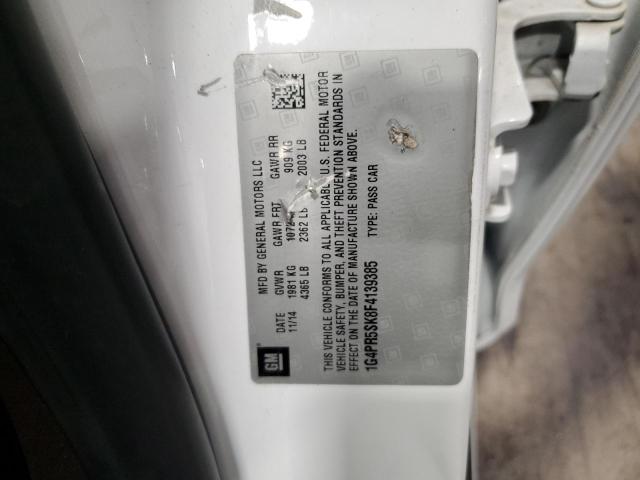 GM
MFD BY GENERAL MOTORS LLC
DATE GVWR GAWR FRT GAWR RR
11/14 1981 KG 909 KG
4365 LB 2362 LB 2003 LB
THIS VEHICLE CONFORMS TO ALL APPLICABLE U.S. FEDERAL MOTOR
VEHICLE SAFETY, BUMPER, AND THEFT PREVENTION STANDARDS IN
EFFECT ON THE DATE OF MANUFACTURE SHOWN ABOVE.
1G4PR5SK8F4139385 TYPE: PASS CAR